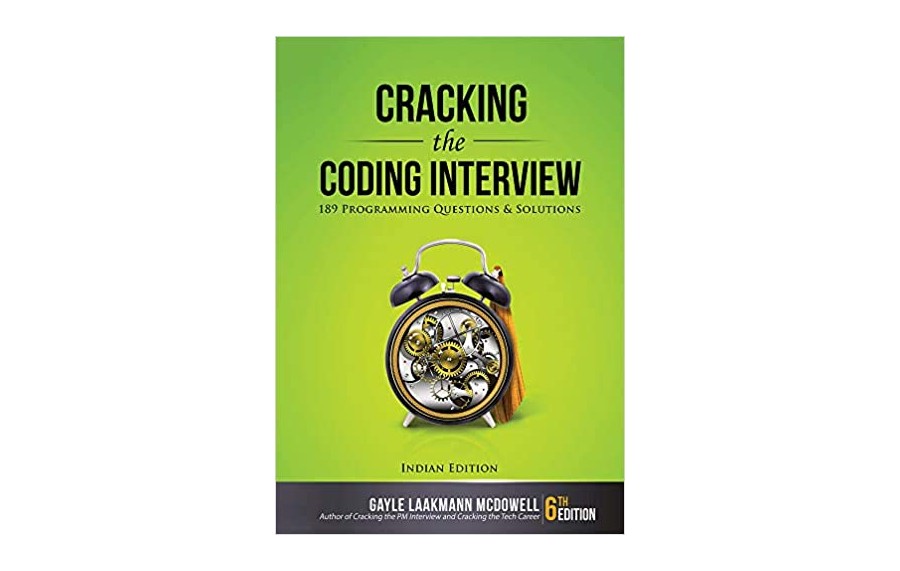 CRACKING
the
CODING INTERVIEW
189 PROGRAMMING QUESTIONS & SOLUTIONS
INDIAN EDITION
GAYLE LAAKMANN MCDOWELL
Author of Cracking the PM Interview and Cracking the Tech Career
6TH
EDITION